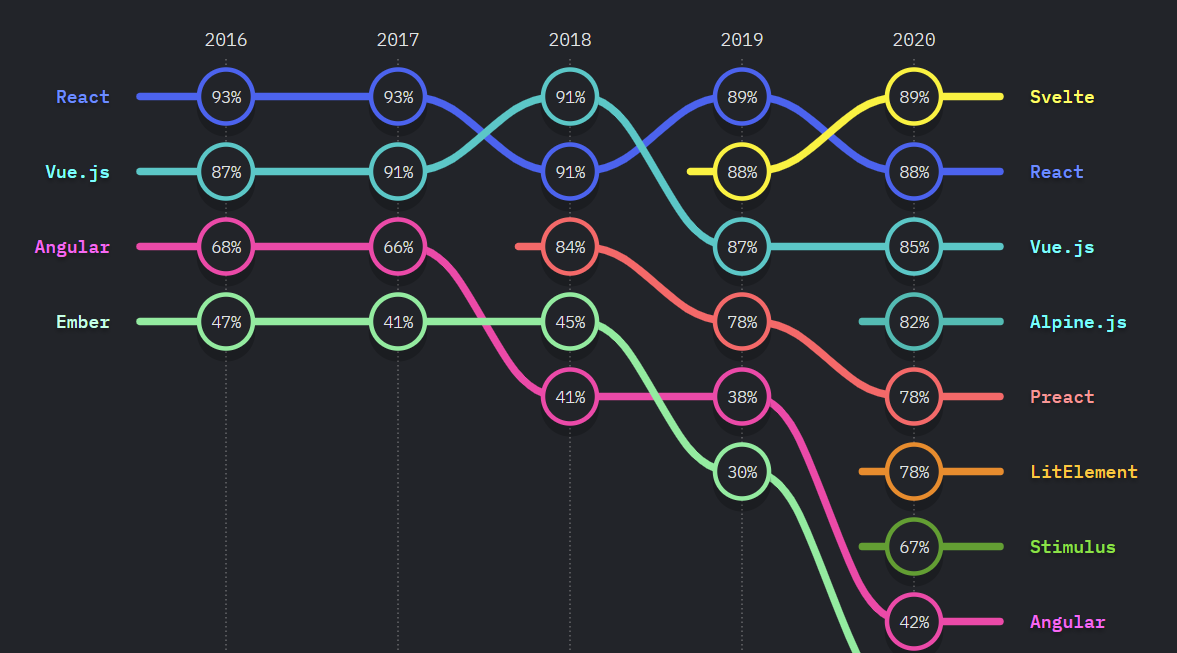 2016 2017 2018 2019 2020
React 93% 93% 91% 89% 89% Svelte
Vue.js 87% 91% 91% 88% 88% React
Angular 68% 66% 84% 87% 85% Vue.js
Ember 47% 41% 45% 78% 82% Alpine.js
41% 38% 78% Preact
30% 78% LitElement
67% Stimulus
42% Angular